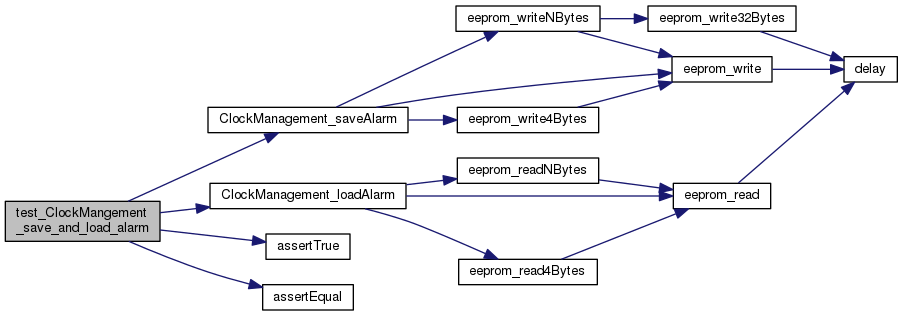 eeprom_writeNBytes
eeprom_write32Bytes
eeprom_write
delay
ClockManagement_saveAlarm
eeprom_write4Bytes
eeprom_readNBytes
ClockManagement_loadAlarm
eeprom_read
test_ClockMangement
_save_and_load_alarm
assertTrue
eeprom_read4Bytes
assertEqual